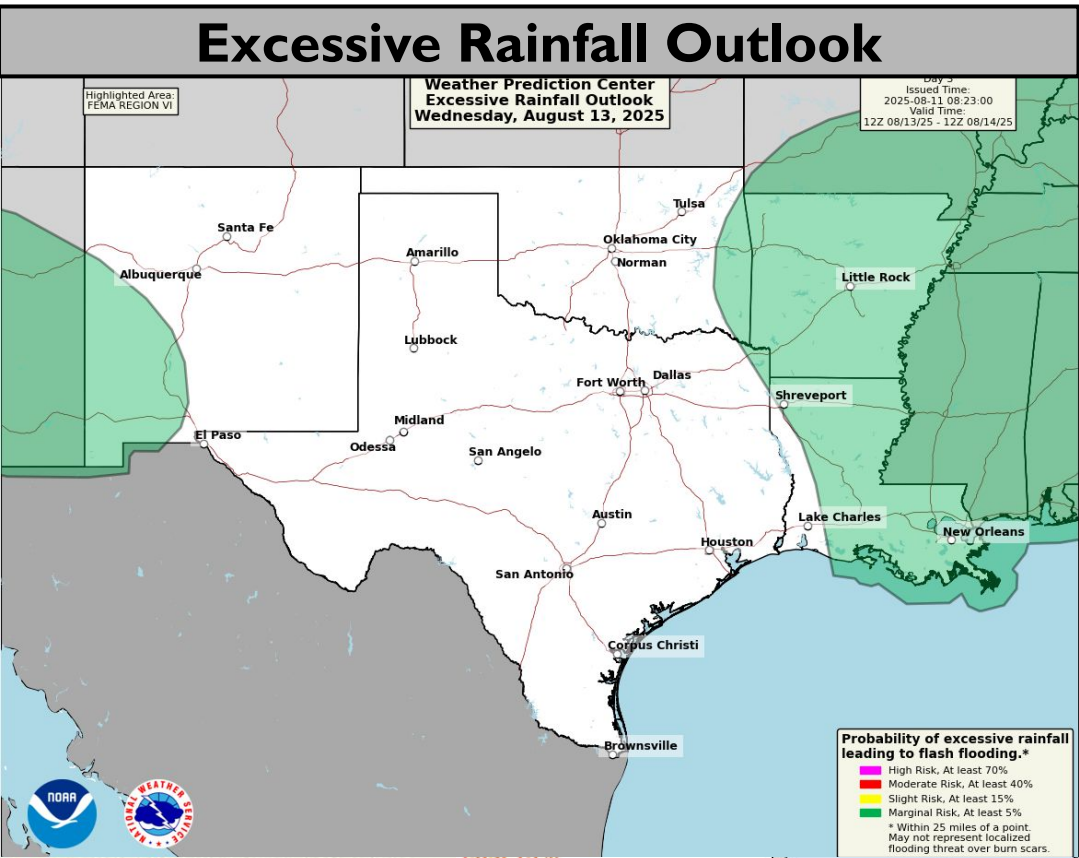 Excessive Rainfall Outlook
Highlighted Area:
FEMA REGION VI
Weather Prediction Center
Excessive Rainfall Outlook
Wednesday, August 13, 2025
Day 3
Issued Time:
2025-08-11 08:23:00
Valid Time:
12Z 08/13/25 - 12Z 08/14/25
Tulsa
Santa Fe
Oklahoma City
Amarillo
Norman
Albuquerque
Little Rock
Lubbock
Dallas
Fort Worth
Shreveport
Midland
El Paso
Odessa
San Angelo
Austin
Lake Charles
New Orleans
Houston
San Antonio
Corpus Christi
Brownsville
Probability of excessive rainfall
leading to flash flooding.*
High Risk, At least 70%
Moderate Risk, At least 40%
Slight Risk, At least 15%
Marginal Risk, At least 5%
* Within 25 miles of a point.
May not represent localized
flooding threat over burn scars.
NOAA
NATIONAL WEATHER SERVICE